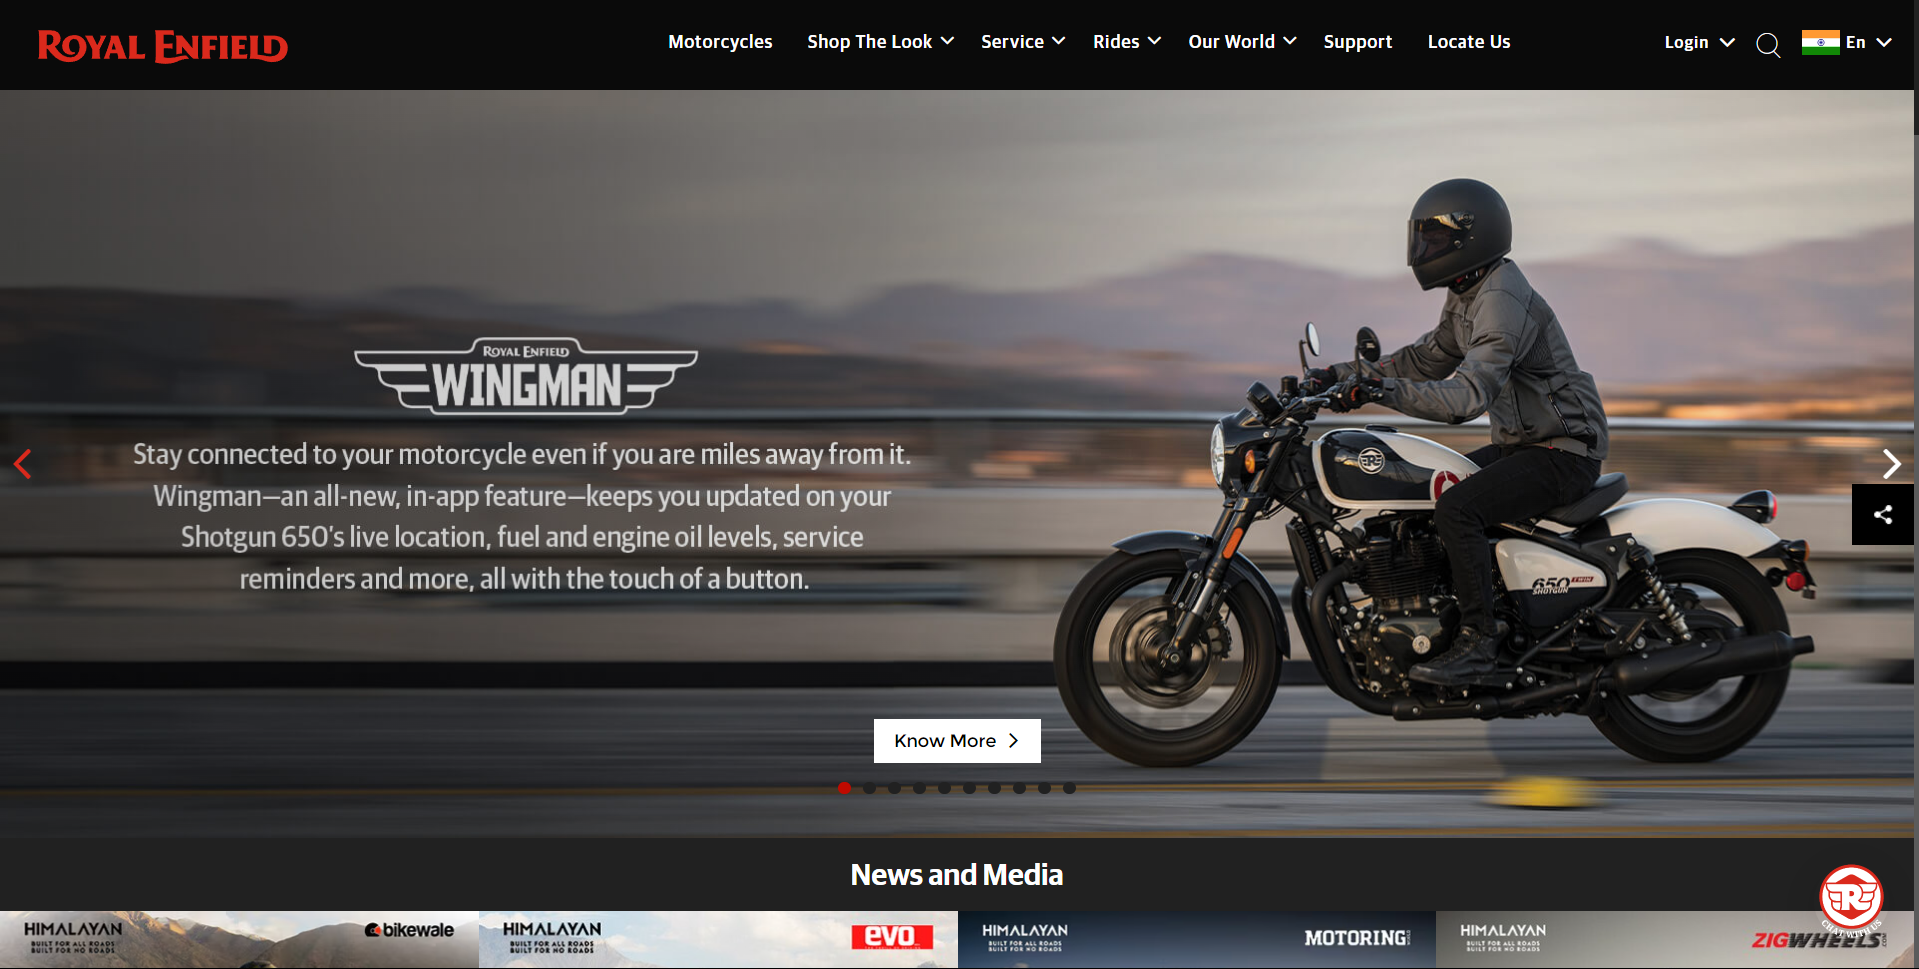 ROYAL ENFIELD
Motorcycles
Shop The Look
Service
Rides
Our World
Support
Locate Us
Login
En
ROYAL ENFIELD
WINGMAN
Stay connected to your motorcycle even if you are miles away from it.
Wingman—an all-new, in-app feature—keeps you updated on your
Shotgun 650's live location, fuel and engine oil levels, service
reminders and more, all with the touch of a button.
R
650 TWIN
SHOTGUN
Know More
News and Media
HIMALAYAN
BUILT FOR ALL ROADS
BUILT FOR NO ROADS
bikewale
HIMALAYAN
BUILT FOR ALL ROADS
BUILT FOR NO ROADS
evo
HIMALAYAN
BUILT FOR ALL ROADS
BUILT FOR NO ROADS
MOTORING
HIMALAYAN
BUILT FOR ALL ROADS
BUILT FOR NO ROADS
ZIGWHEELS.COM
R
CHAT WITH US